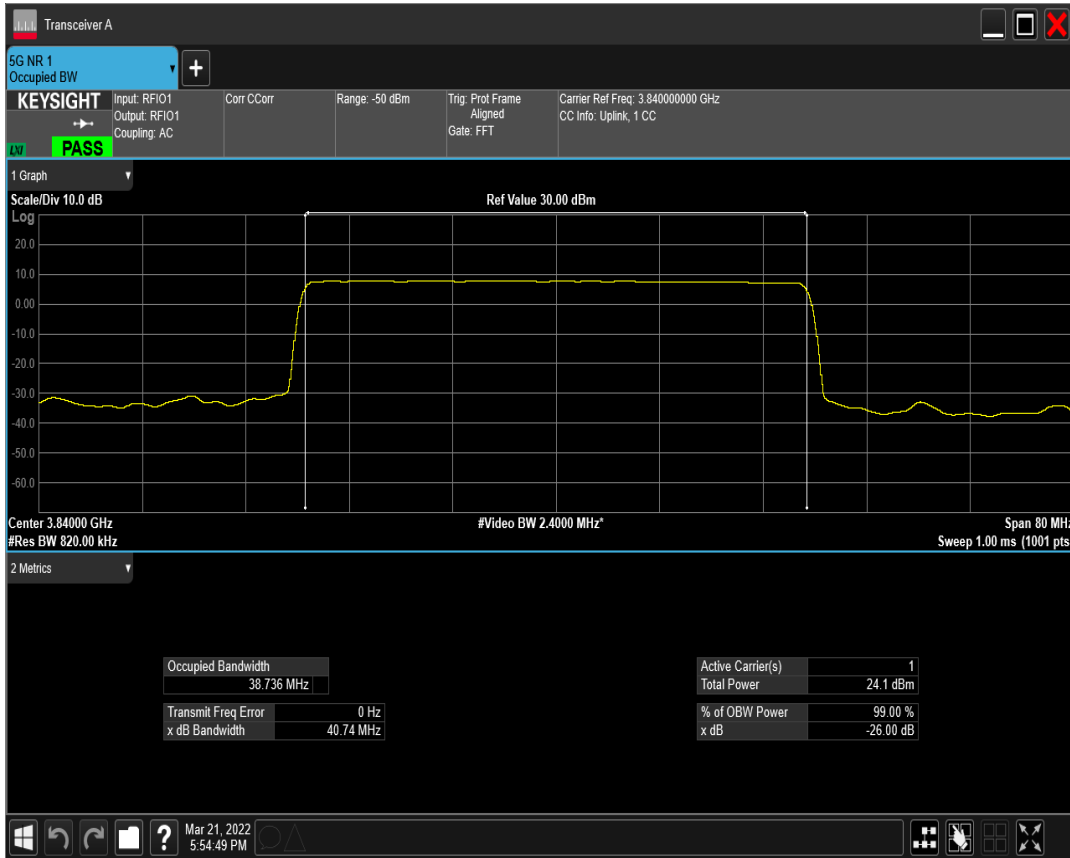 Transceiver A
5G NR 1
Occupied BW
KEYSIGHT
LXI
PASS
Input: RFIO1
Output: RFIO1
Coupling: AC
Corr CCorr
Range: -50 dBm
Trig: Prot Frame
Aligned
Gate: FFT
Carrier Ref Freq: 3.840000000 GHz
CC Info: Uplink, 1 CC
1 Graph
Scale/Div 10.0 dB
Ref Value 30.00 dBm
Log
20.0
10.0
0.00
-10.0
-20.0
-30.0
-40.0
-50.0
-60.0
Center 3.84000 GHz
#Video BW 2.4000 MHz*
Span 80 MHz
#Res BW 820.00 kHz
Sweep 1.00 ms (1001 pts
2 Metrics
Occupied Bandwidth
38.736 MHz
Transmit Freq Error 0 Hz
x dB Bandwidth 40.74 MHz
Active Carrier(s) 1
Total Power 24.1 dBm
% of OBW Power 99.00 %
x dB -26.00 dB
Mar 21, 2022
5:54:49 PM